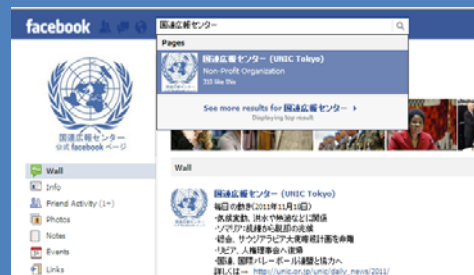 facebook
国連広報センター
Pages
国連広報センター (UNIC Tokyo)
Non-Profit Organization
like this
See more results for 国連広報センター
Displaying top result
国連広報センター
公式 facebook ページ
Wall
Wall
Info
Friend Activity (1+)
Photos
Notes
Events
Links
国連広報センター (UNIC Tokyo)
毎日の動き(2011年11月18日)
・気候変動、洪水や熱波などに関係
・ソマリア:飢餓から脱却の兆候
・総会、サウジアラビア大使暗殺計画を非難
・リビア、人権理事会へ復帰
・国連、国際バレーボール連盟と協力へ
詳しくは→ http://unic.or.jp/unic/daily_news/2011/